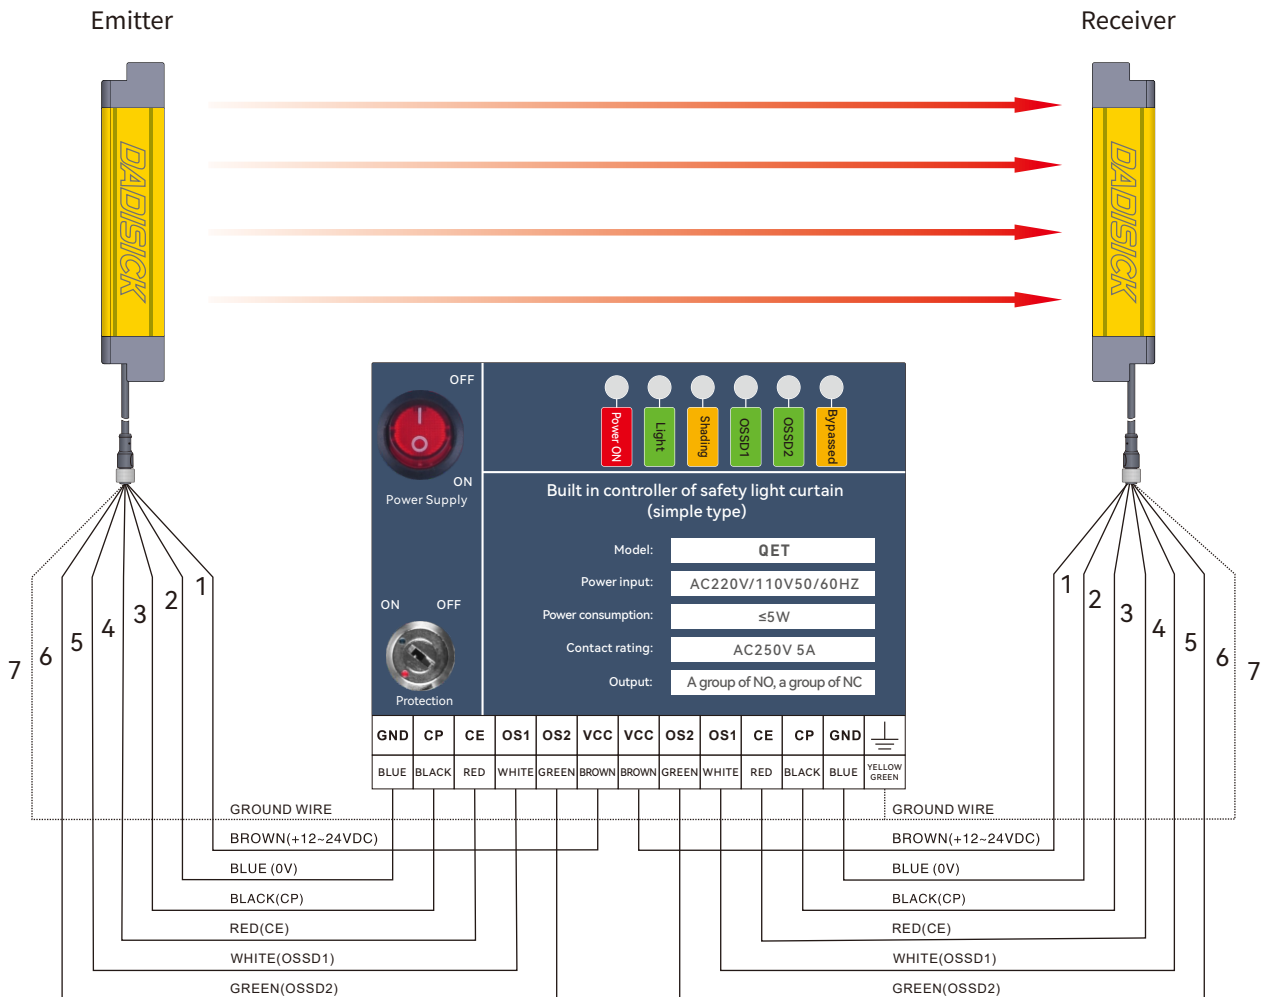 Emitter
Receiver
DADISICK
DADISICK
OFF
ON
Power Supply
Power ON
Light
Shading
OSSD1
OSSD2
Bypassed
Built in controller of safety light curtain
(simple type)
Model: QET
Power input: AC220V/110V50/60HZ
Power consumption: ≤5W
Contact rating: AC250V 5A
Output: A group of NO, a group of NC
ON OFF
Protection
GND CP CE OS1 OS2 VCC VCC OS2 OS1 CE CP GND
BLUE BLACK RED WHITE GREEN BROWN BROWN GREEN WHITE RED BLACK BLUE YELLOW GREEN
7 6 5 4 3 2 1
1 2 3 4 5 6 7
GROUND WIRE
BROWN(+12~24VDC)
BLUE (0V)
BLACK(CP)
RED(CE)
WHITE(OSSD1)
GREEN(OSSD2)
GROUND WIRE
BROWN(+12~24VDC)
BLUE (0V)
BLACK(CP)
RED(CE)
WHITE(OSSD1)
GREEN(OSSD2)